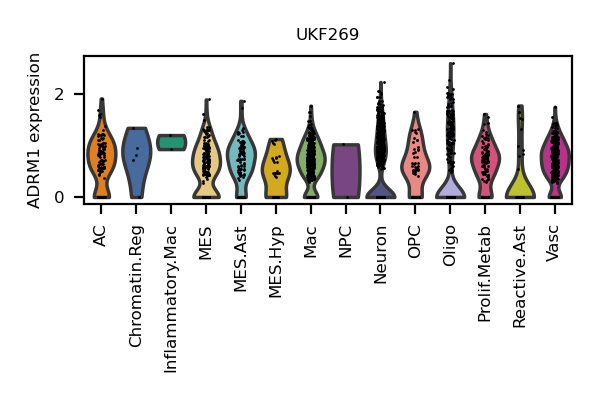 UKF269
ADRM1 expression
2
0
AC
Chromatin.Reg
Inflammatory.Mac
MES
MES.Ast
MES.Hyp
Mac
NPC
Neuron
OPC
Oligo
Prolif.Metab
Reactive.Ast
Vasc